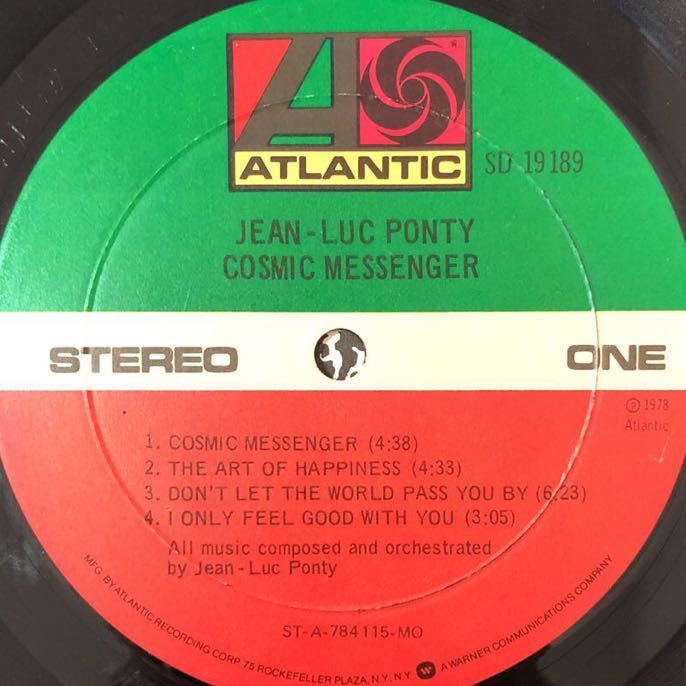 ATLANTIC
SD 19189
JEAN-LUC PONTY
COSMIC MESSENGER
STEREO
ONE
℗ 1978
Atlantic
1. COSMIC MESSENGER (4:38)
2. THE ART OF HAPPINESS (4:33)
3. DON'T LET THE WORLD PASS YOU BY (6:23)
4. I ONLY FEEL GOOD WITH YOU (3:05)
All music composed and orchestrated
by Jean-Luc Ponty
ST-A-784115-MO
MFG. BY ATLANTIC RECORDING CORP. 75 ROCKEFELLER PLAZA, N.Y. N.Y. A WARNER COMMUNICATIONS COMPANY